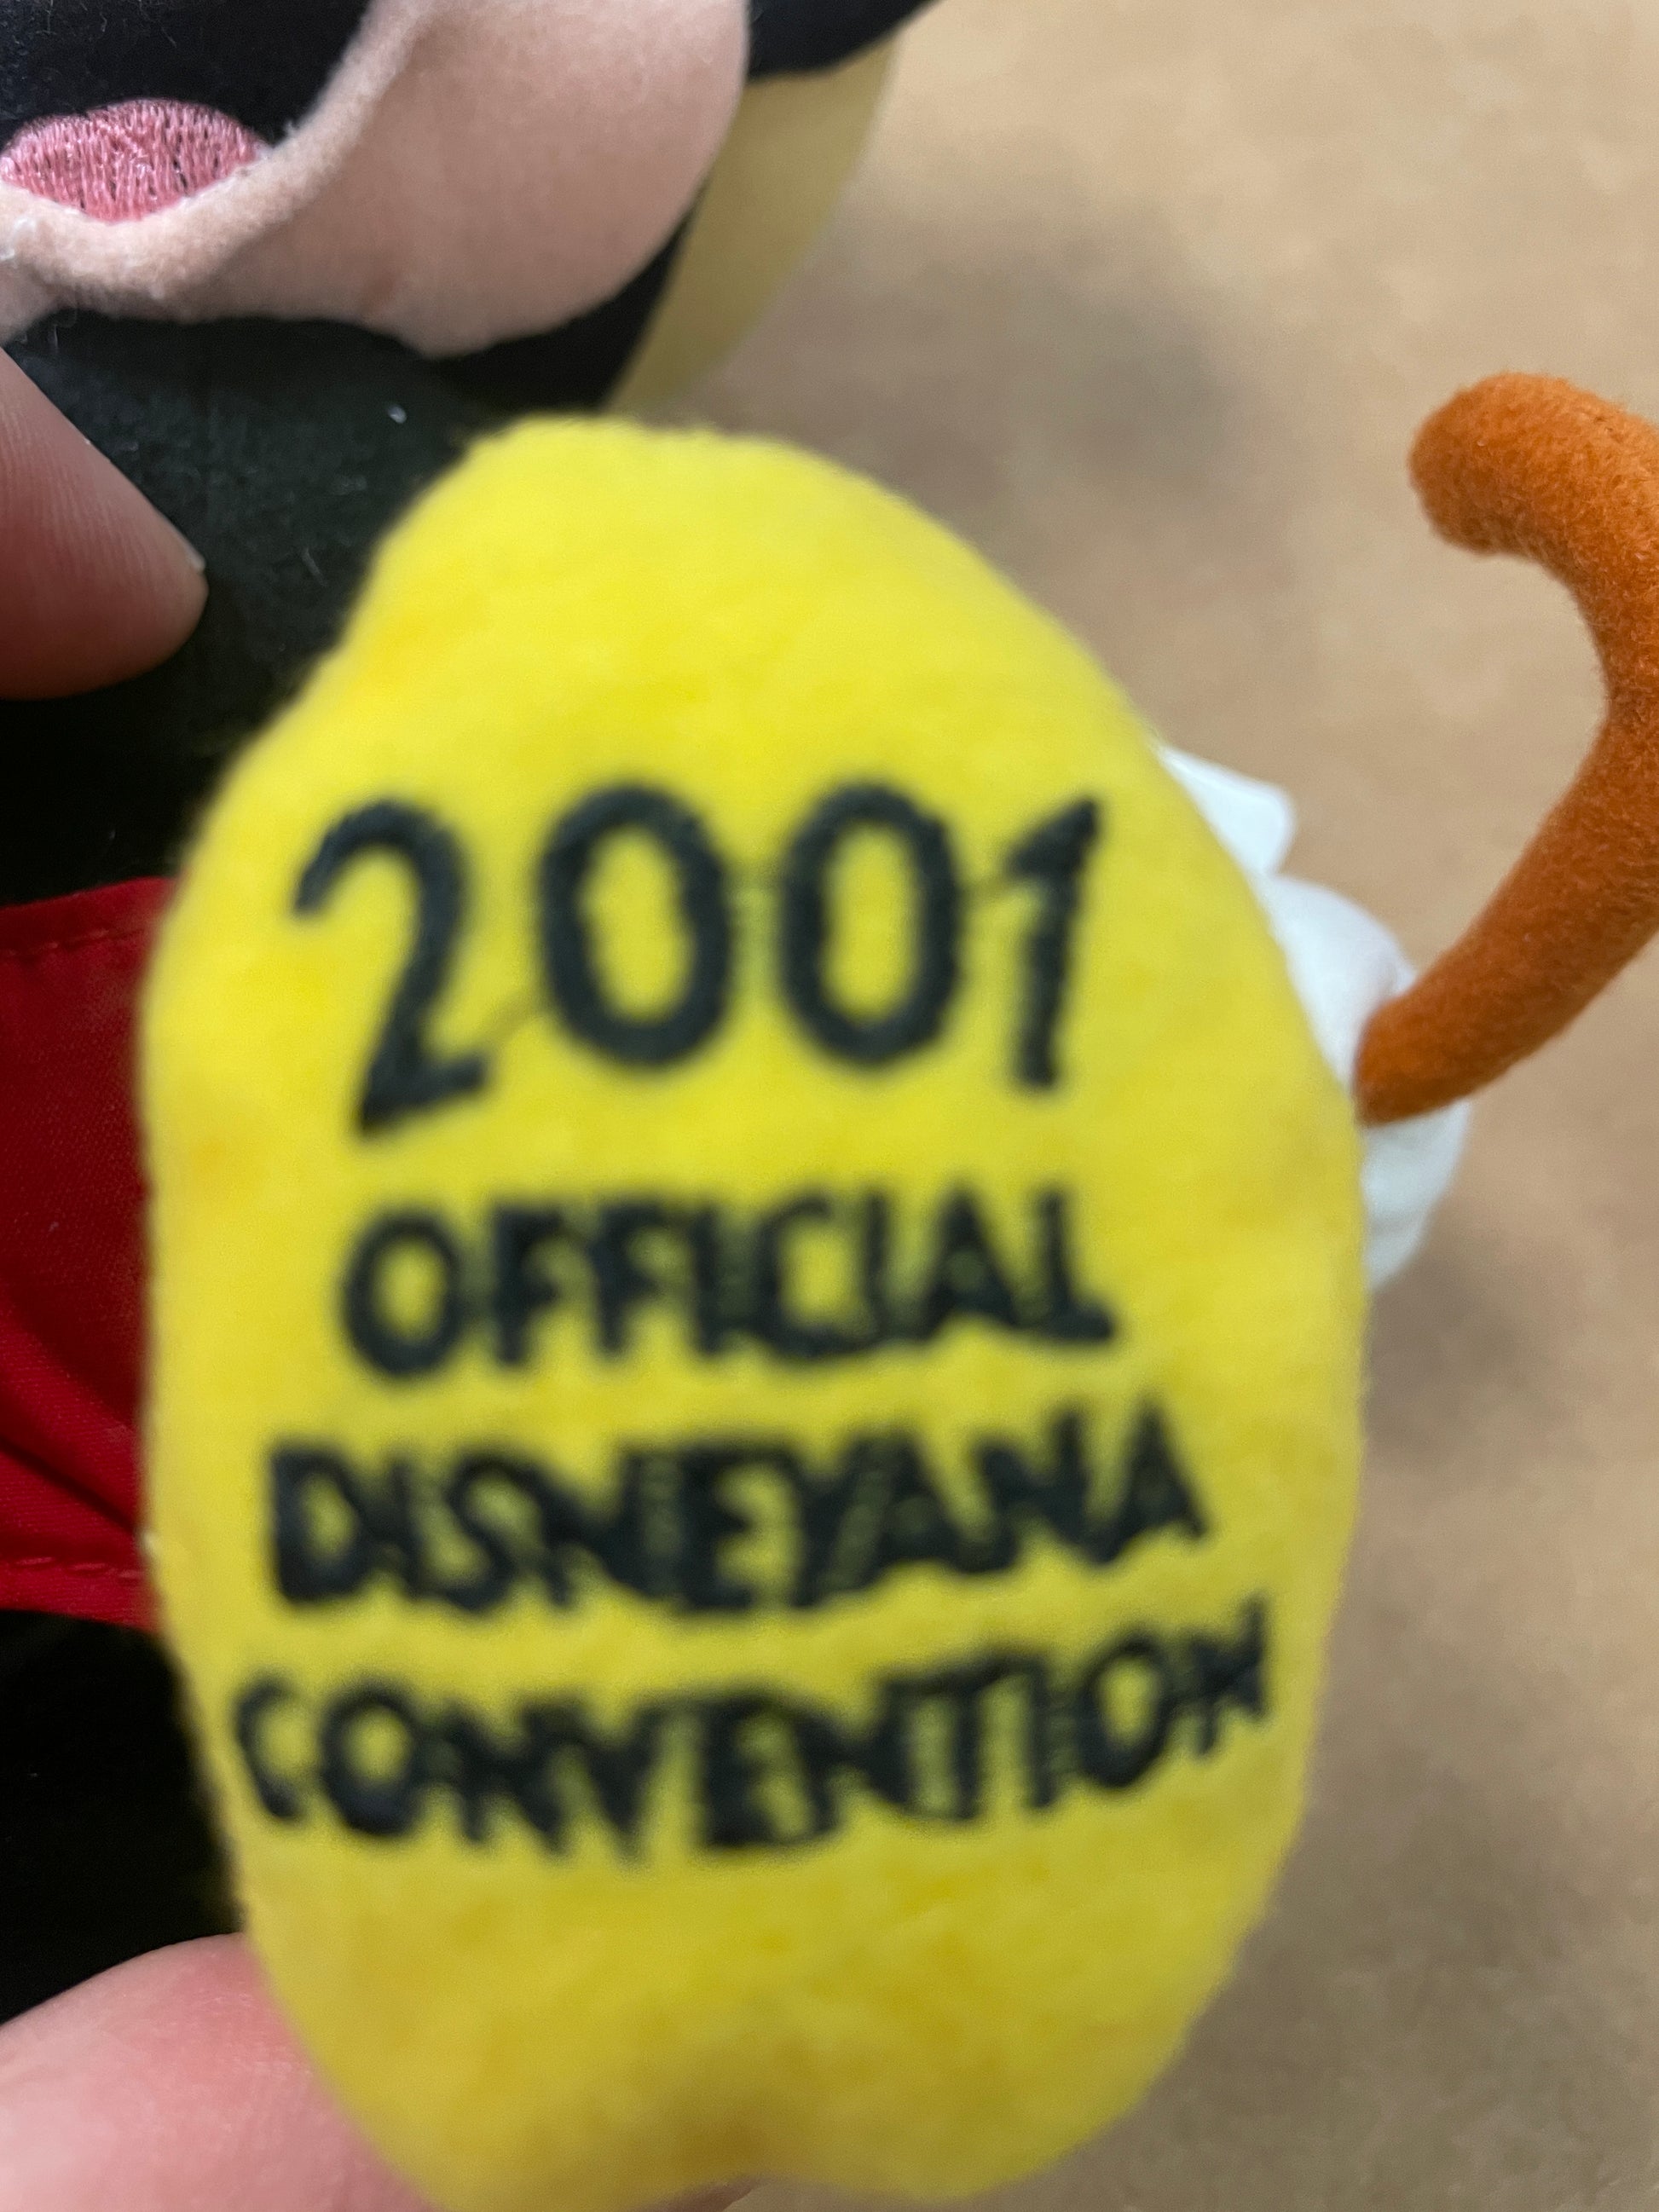 2001
OFFICIAL
DISNEYANA
CONVENTION